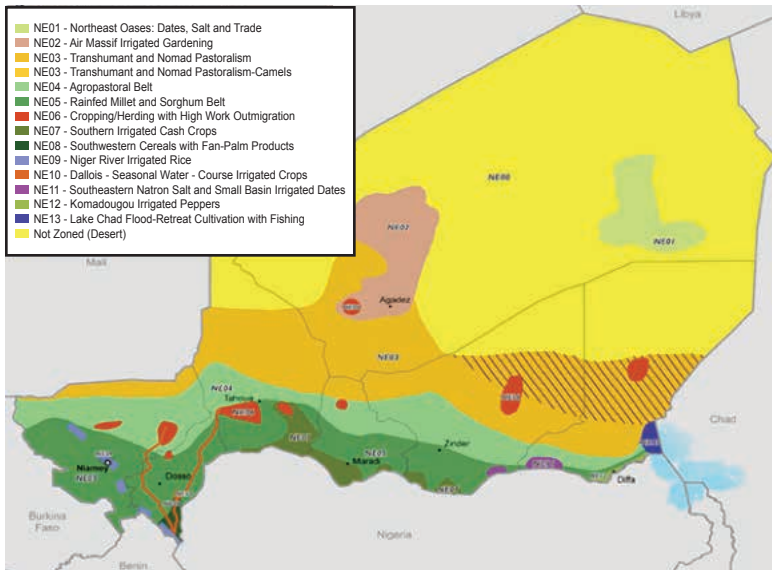 NE01 - Northeast Oases: Dates, Salt and Trade
NE02 - Air Massif Irrigated Gardening
NE03 - Transhumant and Nomad Pastoralism
NE03 - Transhumant and Nomad Pastoralism-Camels
NE04 - Agropastoral Belt
NE05 - Rainfed Millet and Sorghum Belt
NE06 - Cropping/Herding with High Work Outmigration
NE07 - Southern Irrigated Cash Crops
NE08 - Southwestern Cereals with Fan-Palm Products
NE09 - Niger River Irrigated Rice
NE10 - Dallois - Seasonal Water - Course Irrigated Crops
NE11 - Southeastern Natron Salt and Small Basin Irrigated Dates
NE12 - Komadougou Irrigated Peppers
NE13 - Lake Chad Flood-Retreat Cultivation with Fishing
Not Zoned (Desert)
Libya
NE00
NE02
NE01
Mali
Agadez
NE03
NE04
Tahoua
Chad
Zinder
NE05
Niamey
Maradi
Dosso
Diffa
Burkina
Faso
Nigeria
Benin